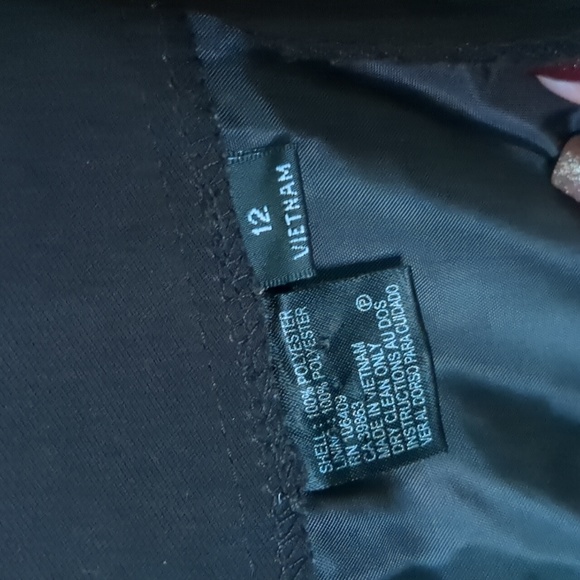 12
VIETNAM
SHELL: 100% POLYESTER
LINING: 100% POLYESTER
RN 106409
CA 39863
MADE IN VIETNAM
DRY CLEAN ONLY
INSTRUCTIONS AU DOS
VER AL DORSO PARA CUIDADO
P